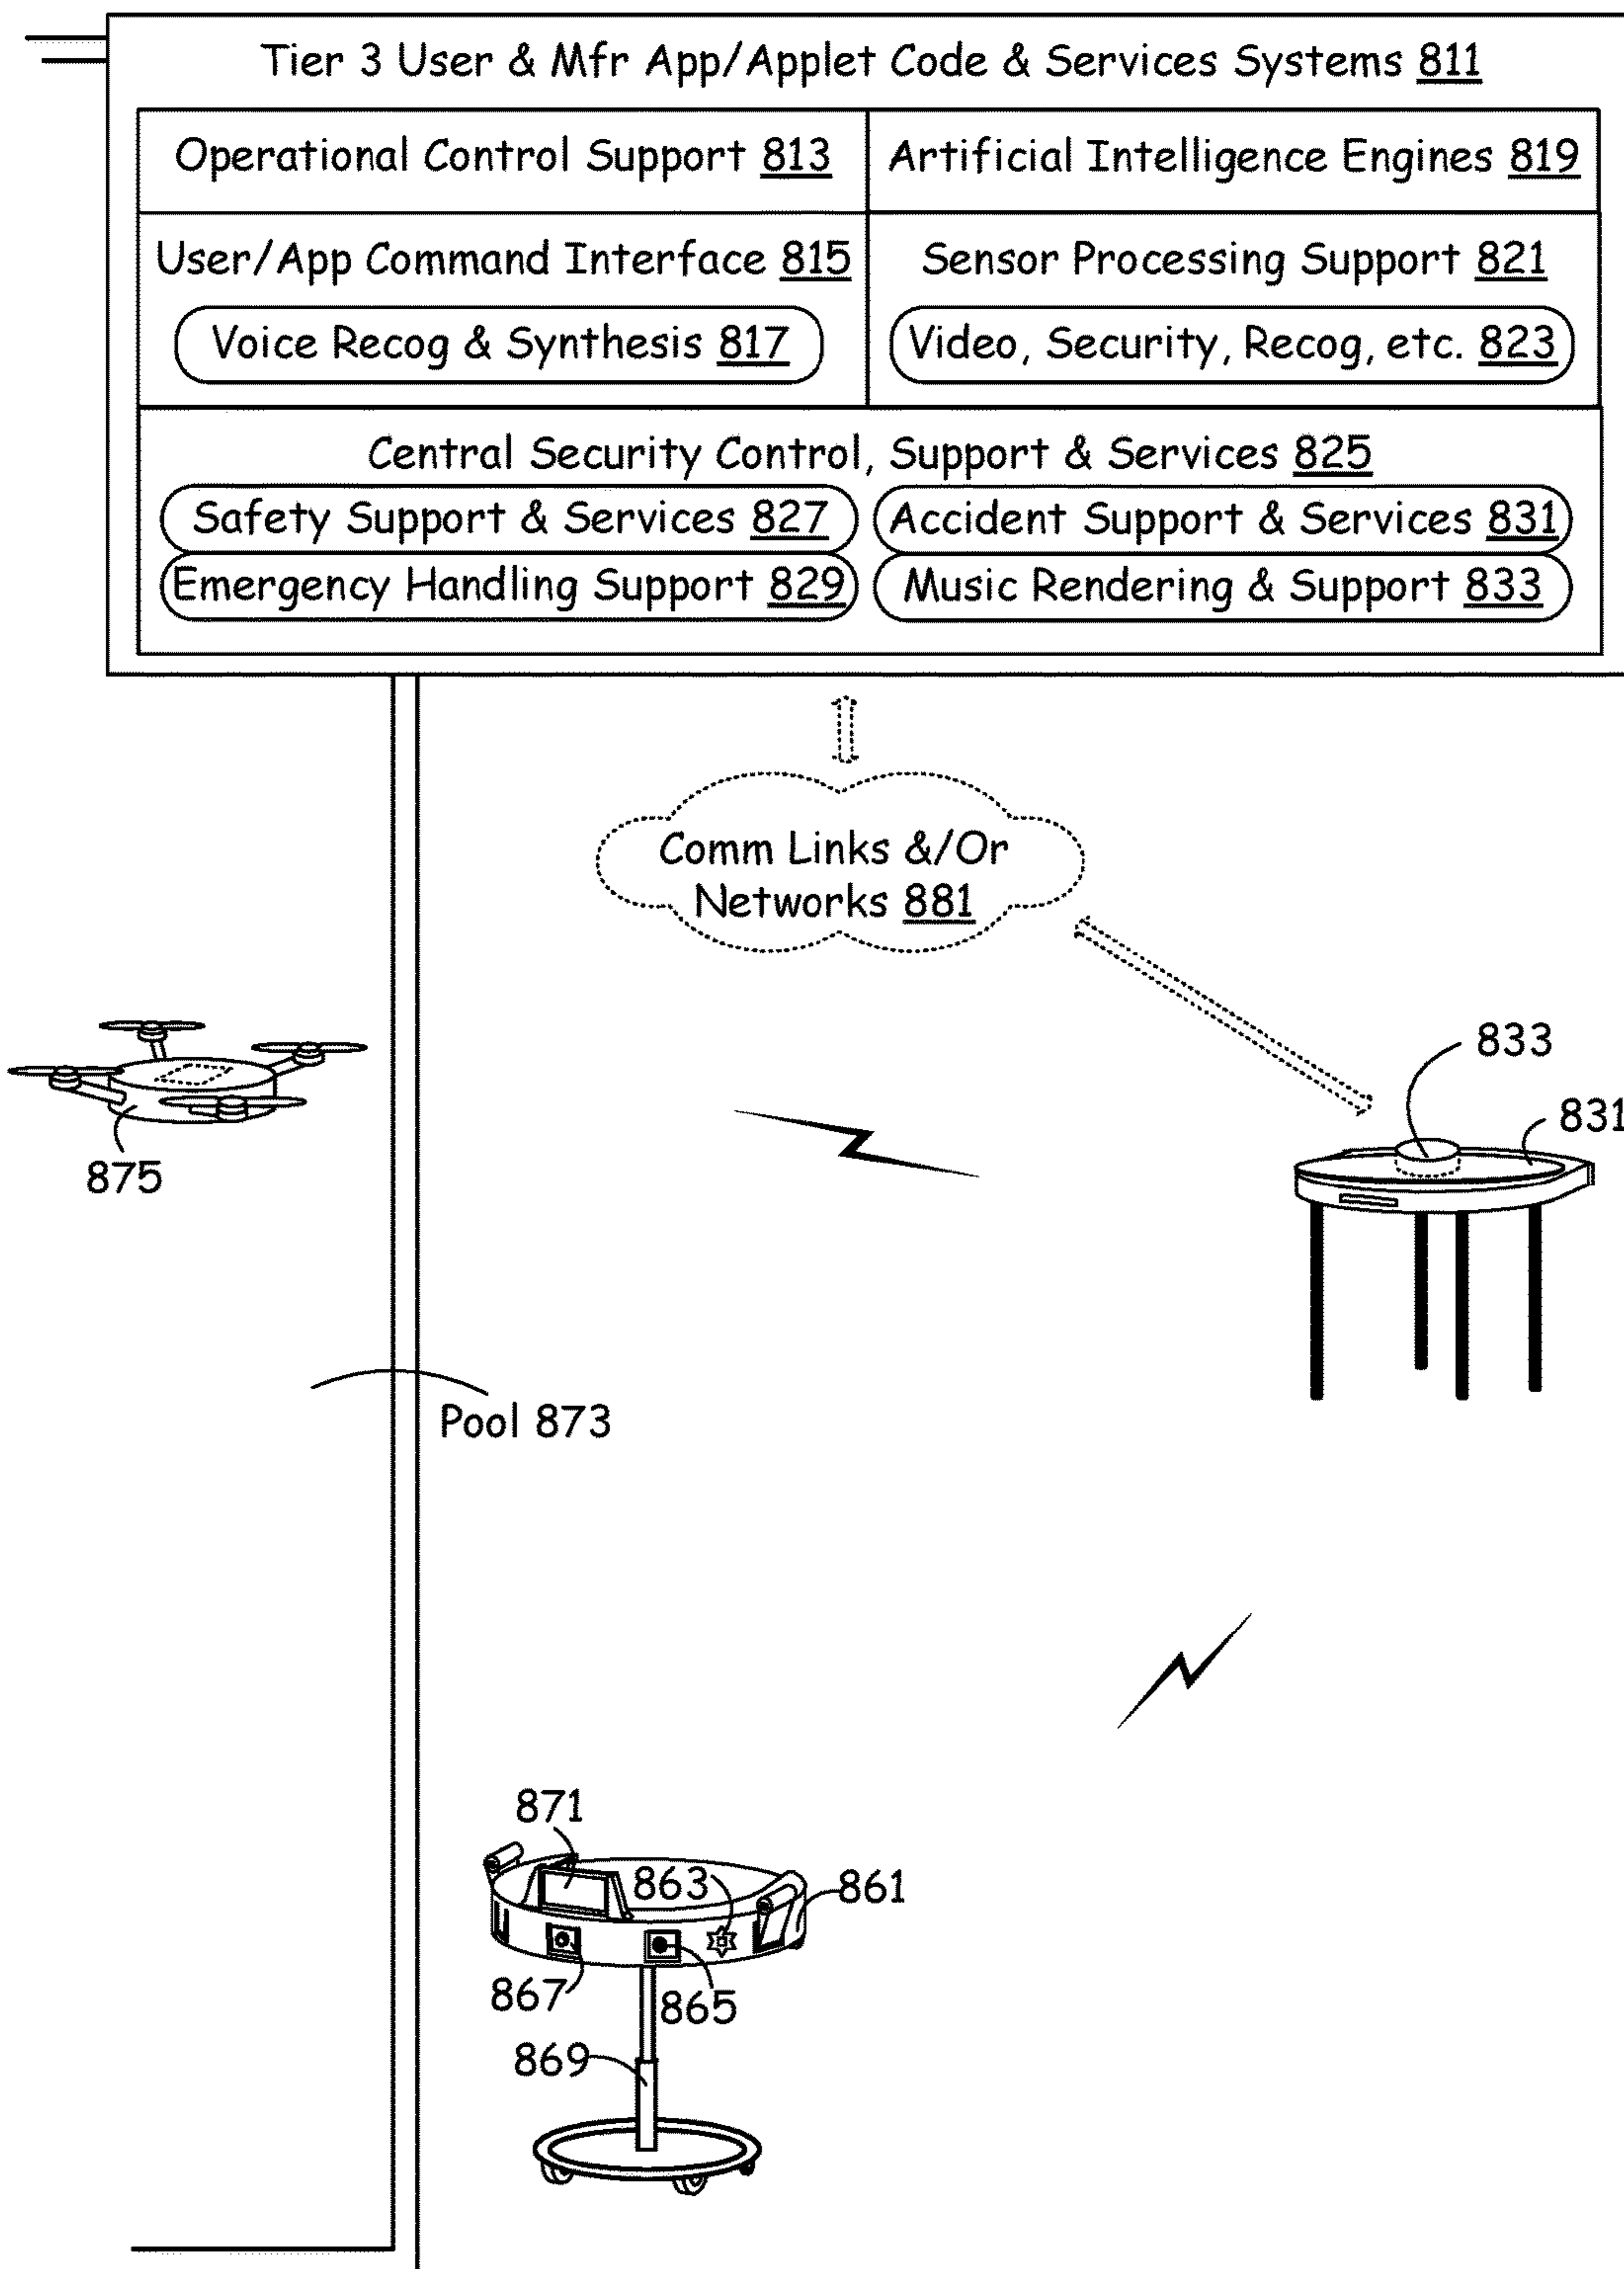 Tier 3 User & Mfr App/Applet Code & Services Systems 811
Operational Control Support 813
Artificial Intelligence Engines 819
User/App Command Interface 815
Sensor Processing Support 821
Voice Recog & Synthesis 817
Video, Security, Recog, etc. 823
Central Security Control, Support & Services 825
Safety Support & Services 827
Accident Support & Services 831
Emergency Handling Support 829
Music Rendering & Support 833
Comm Links &/Or
Networks 881
833
831
875
Pool 873
871
863
861
867
865
869